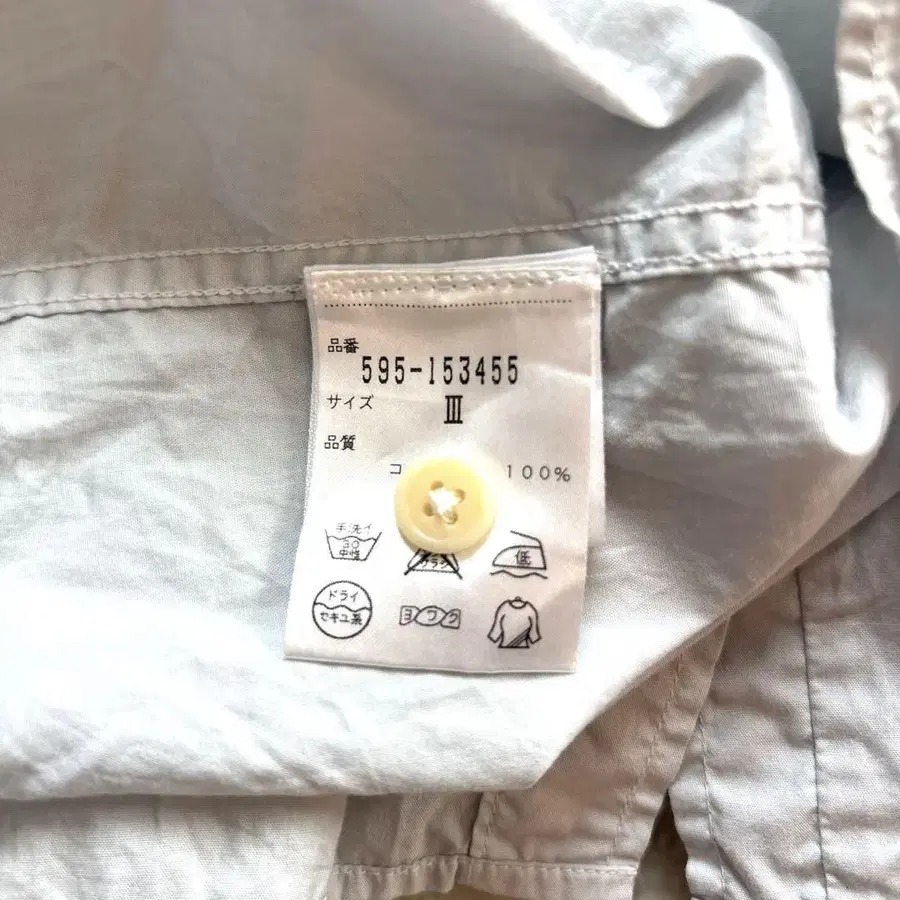 品番
595-153455
サイズ
III
品質
コ 100%
手洗イ
30
中性
低
ドライ
セキユ系
ヨワク